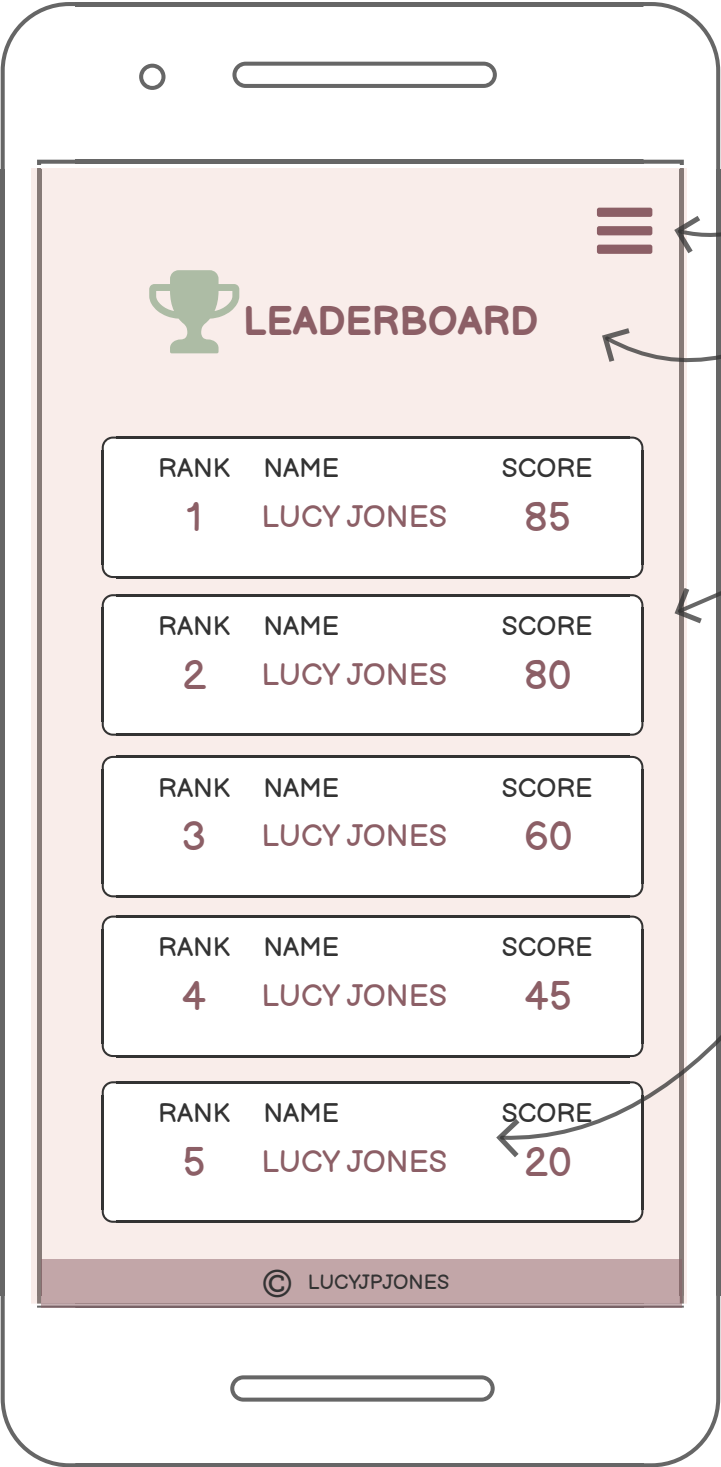 LEADERBOARD
RANK NAME SCORE
1 LUCY JONES 85
RANK NAME SCORE
2 LUCY JONES 80
RANK NAME SCORE
3 LUCY JONES 60
RANK NAME SCORE
4 LUCY JONES 45
RANK NAME SCORE
5 LUCY JONES 20
© LUCYJPJONES